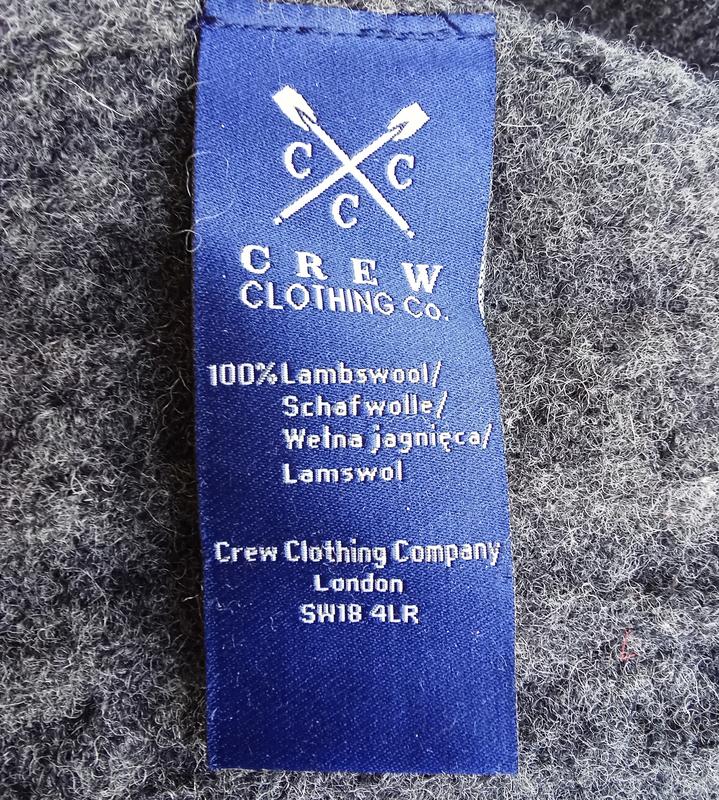 C C
C
CREW
CLOTHING Co.
100% Lambswool/
Schafwolle/
Wełna jagnięca/
Lamswol
Crew Clothing Company
London
SW18 4LR